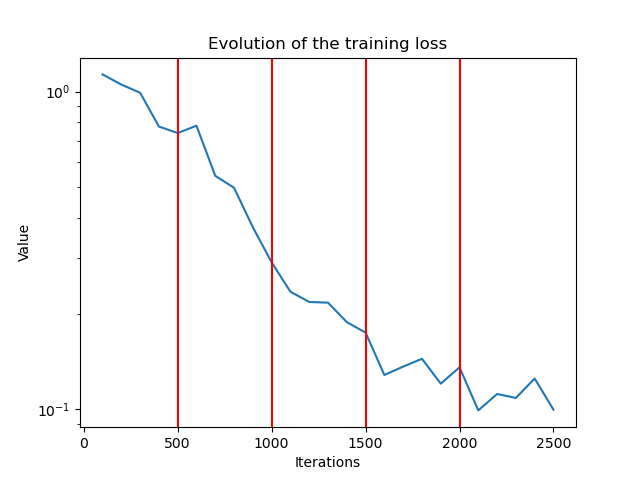 Evolution of the training loss
Value
10⁰
10⁻¹
0 500 1000 1500 2000 2500
Iterations